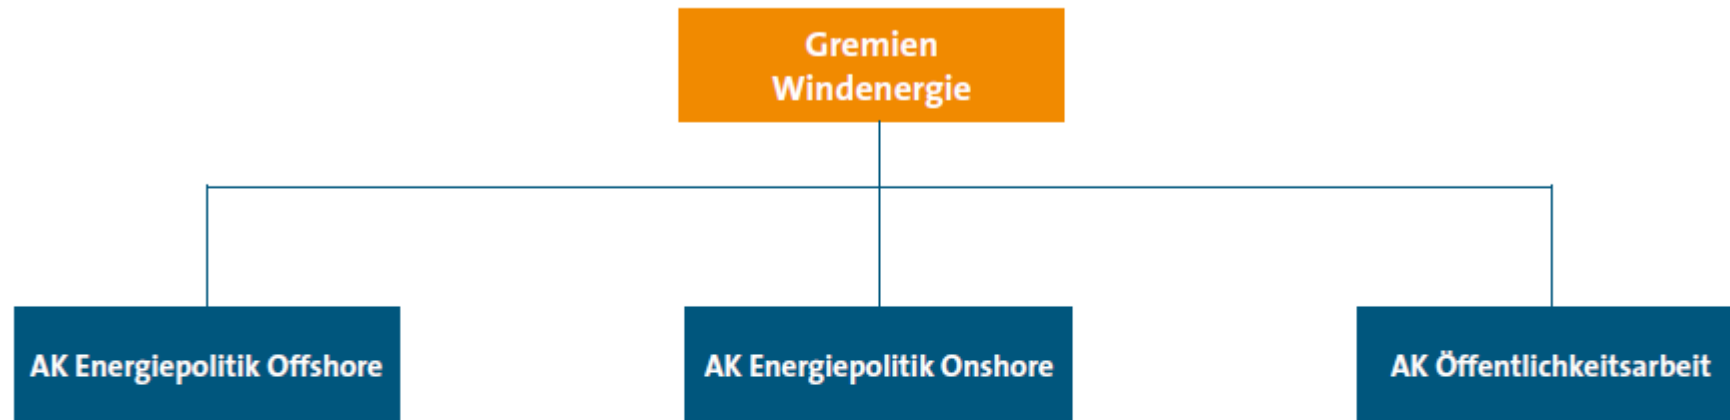 Gremien
Windenergie
AK Energiepolitik Offshore
AK Energiepolitik Onshore
AK Öffentlichkeitsarbeit